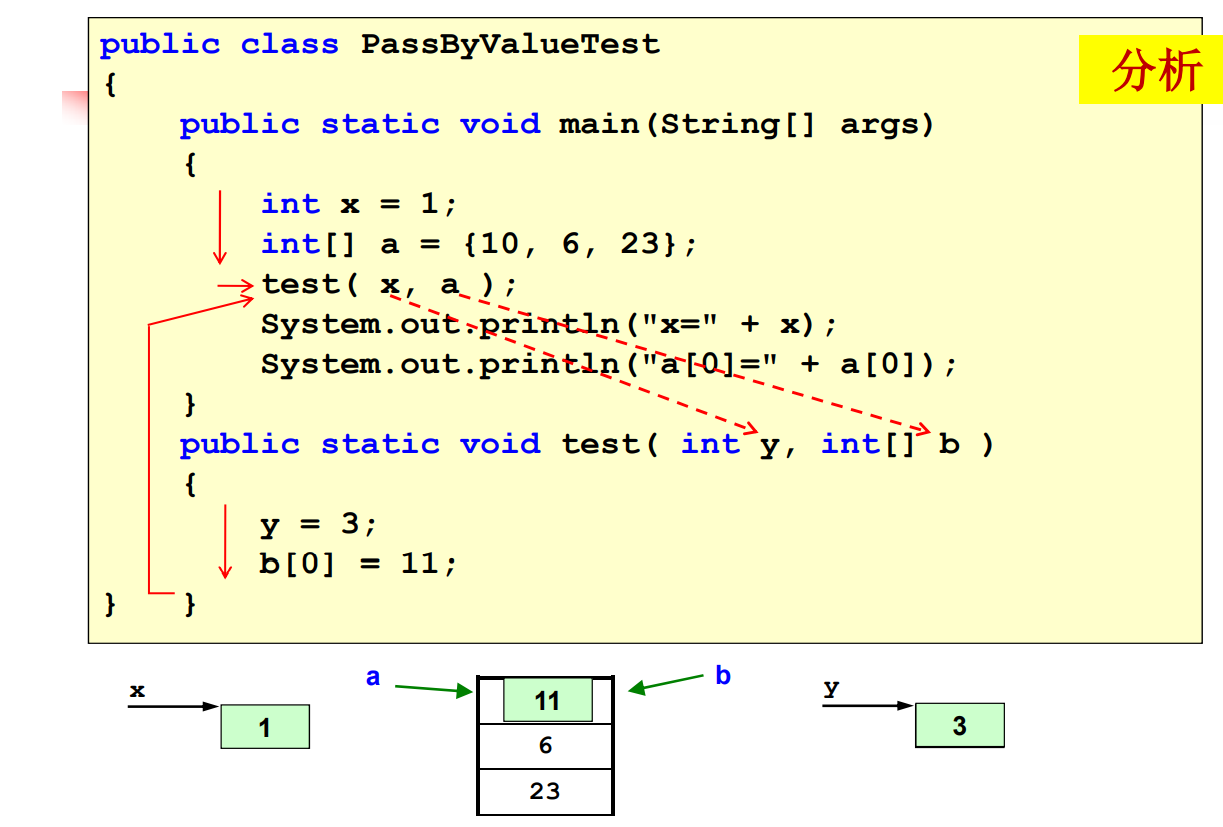 public class PassByValueTest
分析
{
public static void main(String[] args)
{
int x = 1;
int[] a = {10, 6, 23};
test( x, a );
System.out.println("x=" + x);
System.out.println("a[0]=" + a[0]);
}
public static void test( int y, int[] b )
{
y = 3;
b[0] = 11;
} }
a b
x 11 y
1 3
6
23